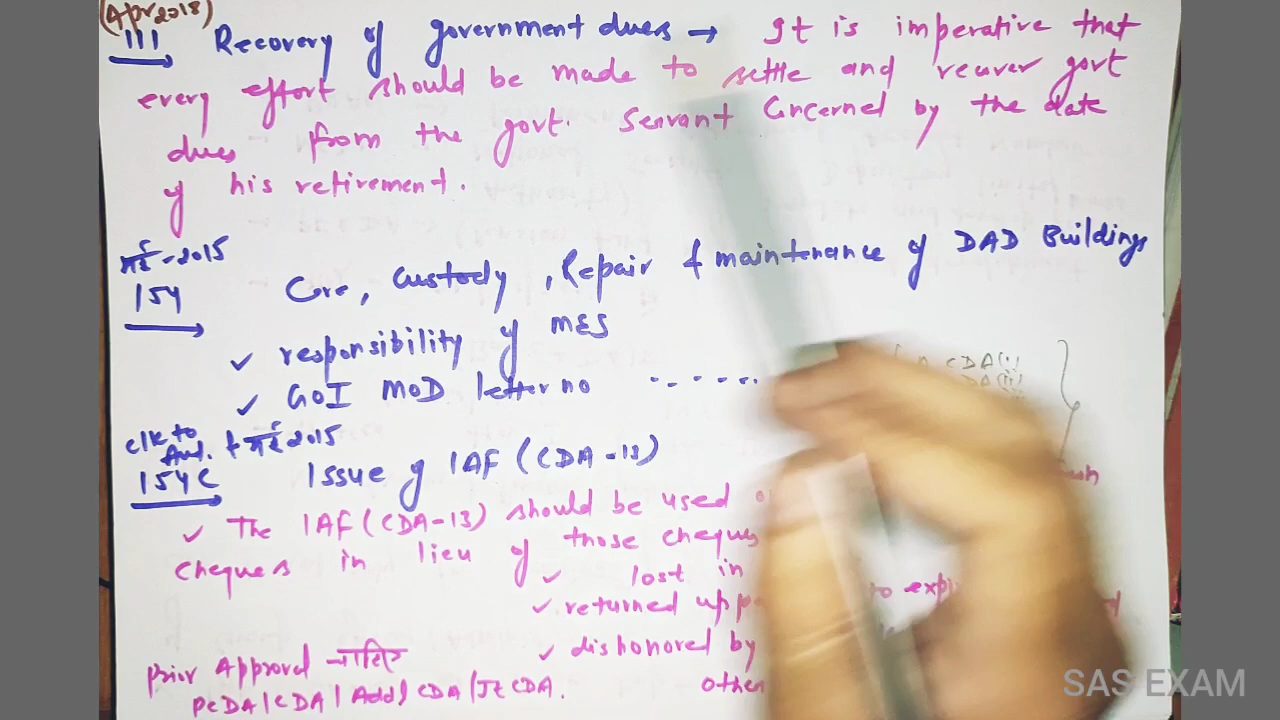 (Apr 2018)
111 Recovery of government dues → It is imperative that
every effort should be made to settle and recover govt
dues from the govt. Servant Concerned by the date
of his retirement.
मार्च - 2015
154 Care, Custody, Repair & maintenance of DAD Buildings
✓ responsibility of MES
✓ GOI MOD letter no ......
CDA(
CDA(
clk to
Aud. + मार्च 2015
154C Issue of IAF (CDA-13)
✓ The IAF (CDA-13) should be used
cheques in lieu of those cheques
✓ lost in
✓ returned to
✓ dishonored by
Prior Approval चाहिए
PCDA/CDA/Addl CDA/Jt CDA.
SAS EXAM